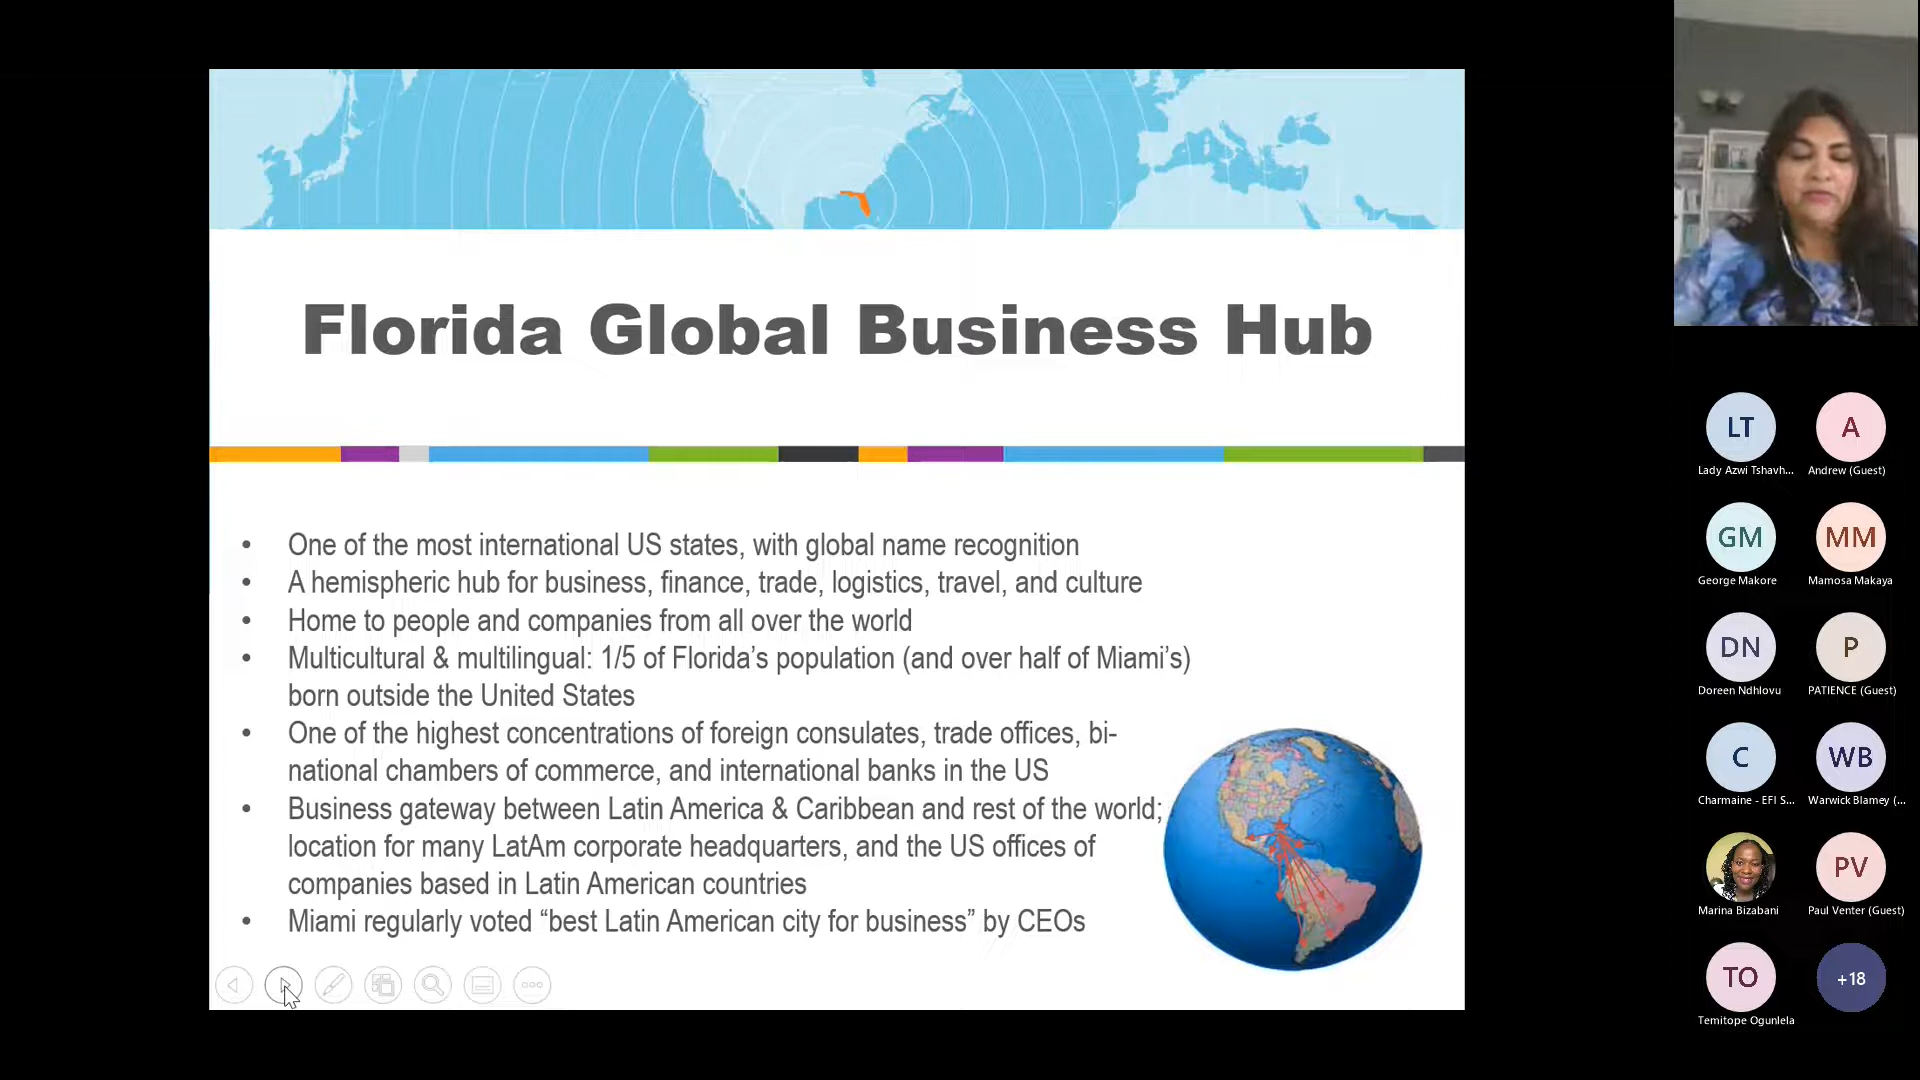 Florida Global Business Hub
• One of the most international US states, with global name recognition
• A hemispheric hub for business, finance, trade, logistics, travel, and culture
• Home to people and companies from all over the world
• Multicultural & multilingual: 1/5 of Florida’s population (and over half of Miami’s)
born outside the United States
• One of the highest concentrations of foreign consulates, trade offices, bi-
national chambers of commerce, and international banks in the US
• Business gateway between Latin America & Caribbean and rest of the world;
location for many LatAm corporate headquarters, and the US offices of
companies based in Latin American countries
• Miami regularly voted “best Latin American city for business” by CEOs
LT
Lady Azwi Tshavh...
A
Andrew (Guest)
GM
George Makore
MM
Mamosa Makaya
DN
Doreen Ndhlovu
P
PATIENCE (Guest)
C
Charmaine - EFI S...
WB
Warwick Blamey (...
Marina Bizabani
PV
Paul Venter (Guest)
TO
Temitope Ogunlela
+18